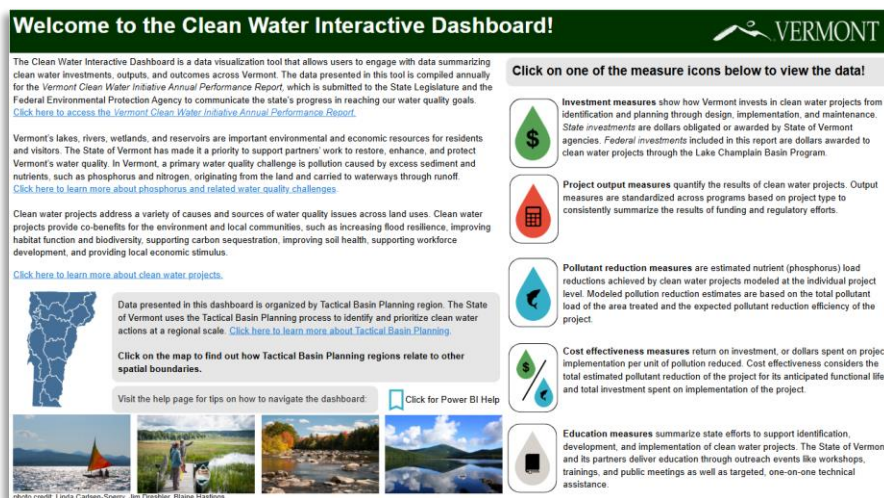 Welcome to the Clean Water Interactive Dashboard!
VERMONT
The Clean Water Interactive Dashboard is a data visualization tool that allows users to engage with data summarizing
clean water investments, outputs, and outcomes across Vermont. The data presented in this tool is compiled annually
for the Vermont Clean Water Initiative Annual Performance Report, which is submitted to the State Legislature and the
Federal Environmental Protection Agency to communicate the state's progress in reaching our water quality goals.
Click here to access the Vermont Clean Water Initiative Annual Performance Report.
Vermont's lakes, rivers, wetlands, and reservoirs are important environmental and economic resources for residents
and visitors. The State of Vermont has made it a priority to support partners' work to restore, enhance, and protect
Vermont's water quality. In Vermont, a primary water quality challenge is pollution caused by excess sediment and
nutrients, such as phosphorus and nitrogen, originating from the land and carried to waterways through runoff.
Click here to learn more about phosphorus and related water quality challenges.
Clean water projects address a variety of causes and sources of water quality issues across land uses. Clean water
projects provide co-benefits for the environment and local communities, such as increasing flood resilience, improving
habitat function and biodiversity, supporting carbon sequestration, improving soil health, supporting workforce
development, and providing local economic stimulus.
Click here to learn more about clean water projects.
Data presented in this dashboard is organized by Tactical Basin Planning region. The State
of Vermont uses the Tactical Basin Planning process to identify and prioritize clean water
actions at a regional scale. Click here to learn more about Tactical Basin Planning.
Click on the map to find out how Tactical Basin Planning regions relate to other
spatial boundaries.
Visit the help page for tips on how to navigate the dashboard:
Click for Power BI Help
photo credit: Linda Carlsen-Sperry, Jim Dreshler, Blaine Hastings
Click on one of the measure icons below to view the data!
$
Investment measures show how Vermont invests in clean water projects from
identification and planning through design, implementation, and maintenance.
State investments are dollars obligated or awarded by State of Vermont
agencies. Federal investments included in this report are dollars awarded to
clean water projects through the Lake Champlain Basin Program.
Project output measures quantify the results of clean water projects. Output
measures are standardized across programs based on project type to
consistently summarize the results of funding and regulatory efforts.
Pollutant reduction measures are estimated nutrient (phosphorus) load
reductions achieved by clean water projects modeled at the individual project
level. Modeled pollution reduction estimates are based on the total pollutant
load of the area treated and the expected pollutant reduction efficiency of the
project.
$
Cost effectiveness measures return on investment, or dollars spent on project
implementation per unit of pollution reduced. Cost effectiveness considers the
total estimated pollutant reduction of the project for its anticipated functional life
and total investment spent on implementation of the project.
Education measures summarize state efforts to support identification,
development, and implementation of clean water projects. The State of Vermont
and its partners deliver education through outreach events like workshops,
trainings, and public meetings as well as targeted, one-on-one technical
assistance.